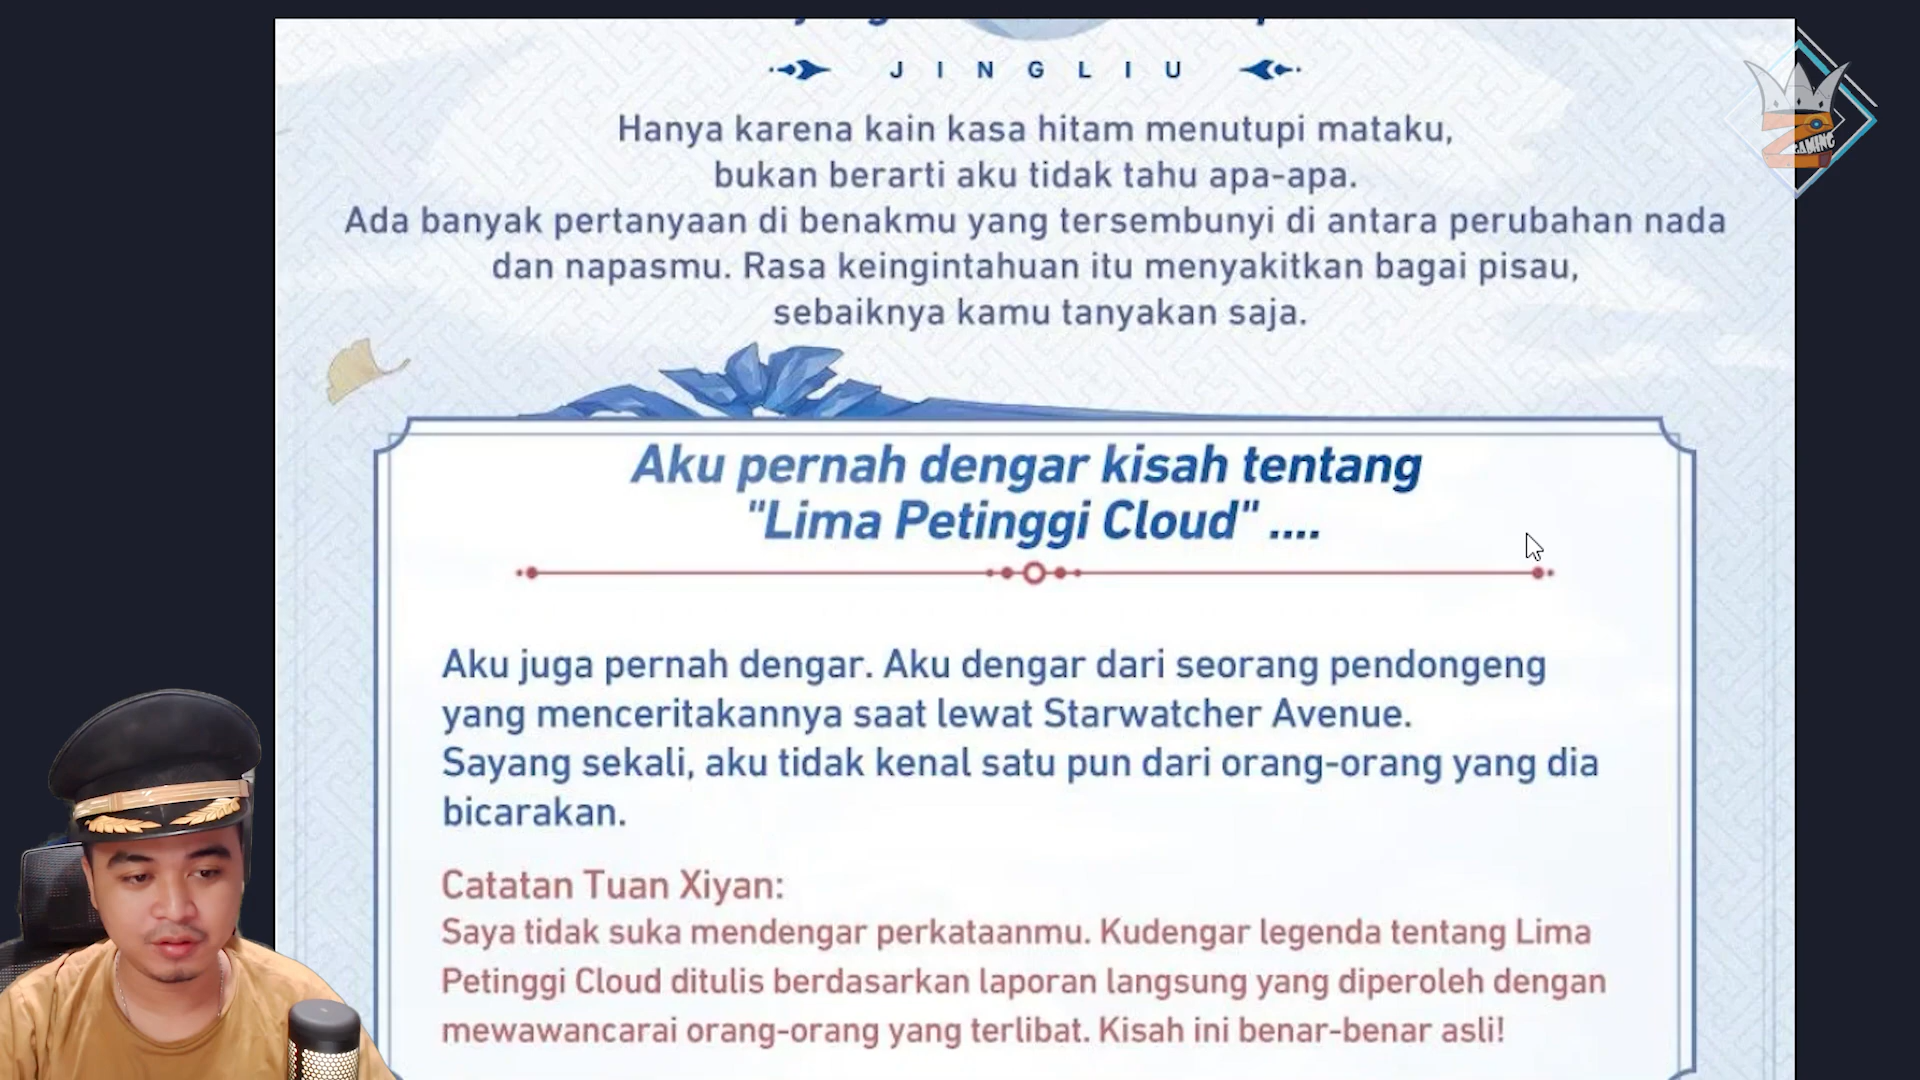 JINGLIU
Hanya karena kain kasa hitam menutupi mataku,
bukan berarti aku tidak tahu apa-apa.
Ada banyak pertanyaan di benakmu yang tersembunyi di antara perubahan nada
dan napasmu. Rasa keingintahuan itu menyakitkan bagai pisau,
sebaiknya kamu tanyakan saja.
Aku pernah dengar kisah tentang
"Lima Petinggi Cloud" ....
Aku juga pernah dengar. Aku dengar dari seorang pendongeng
yang menceritakannya saat lewat Starwatcher Avenue.
Sayang sekali, aku tidak kenal satu pun dari orang-orang yang dia
bicarakan.
Catatan Tuan Xiyan:
Saya tidak suka mendengar perkataanmu. Kudengar legenda tentang Lima
Petinggi Cloud ditulis berdasarkan laporan langsung yang diperoleh dengan
mewawancarai orang-orang yang terlibat. Kisah ini benar-benar asli!
GAMING